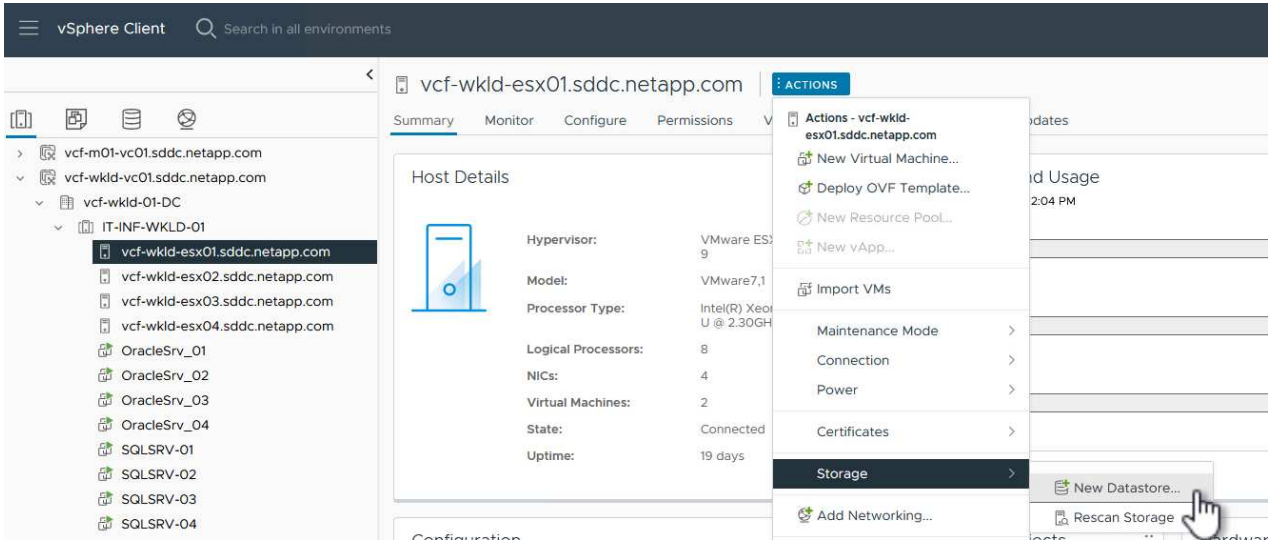 vSphere Client
Search in all environments
vcf-m01-vc01.sddc.netapp.com
vcf-wkld-vc01.sddc.netapp.com
vcf-wkld-01-DC
IT-INF-WKLD-01
vcf-wkld-esx01.sddc.netapp.com
vcf-wkld-esx02.sddc.netapp.com
vcf-wkld-esx03.sddc.netapp.com
vcf-wkld-esx04.sddc.netapp.com
OracleSrv_01
OracleSrv_02
OracleSrv_03
OracleSrv_04
SQLSRV-01
SQLSRV-02
SQLSRV-03
SQLSRV-04
vcf-wkld-esx01.sddc.netapp.com
ACTIONS
Summary Monitor Configure Permissions V
Host Details
Hypervisor: VMware ESX
9
Model: VMware7,1
Processor Type: Intel(R) Xeo
U @ 2.30GH
Logical Processors: 8
NICs: 4
Virtual Machines: 2
State: Connected
Uptime: 19 days
Configuration
Actions - vcf-wkld-
esx01.sddc.netapp.com
New Virtual Machine...
Deploy OVF Template...
New Resource Pool...
New vApp...
Import VMs
Maintenance Mode
Connection
Power
Certificates
Storage
Add Networking...
New Datastore...
Rescan Storage
pdates
nd Usage
2:04 PM